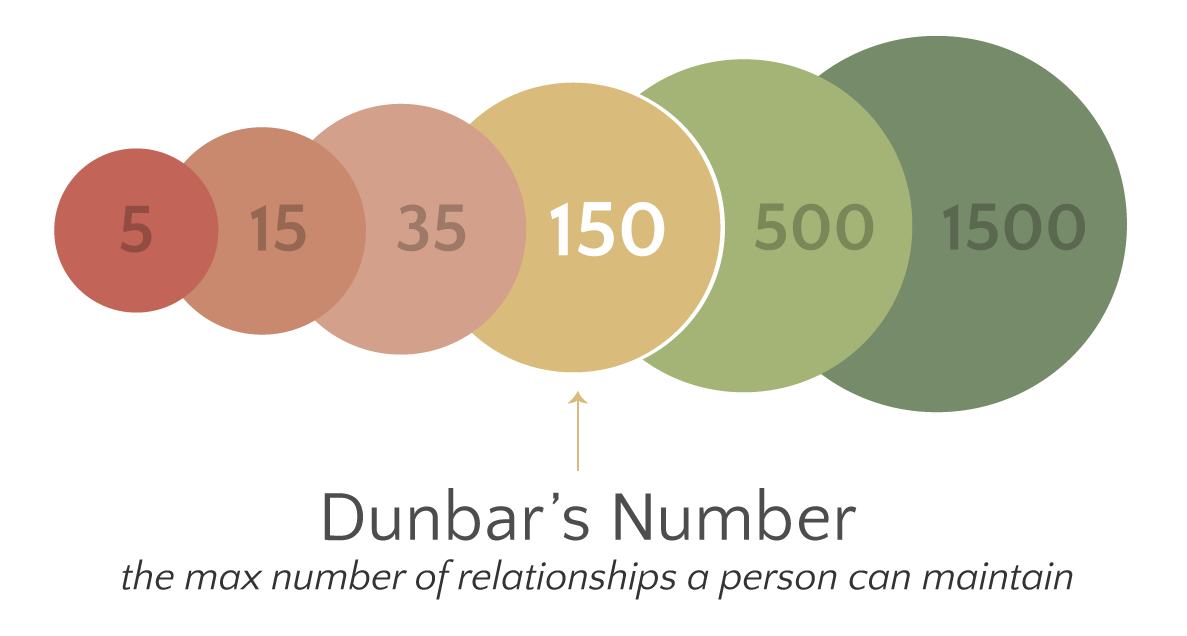 5 15 35 150 500 1500
Dunbar’s Number
the max number of relationships a person can maintain